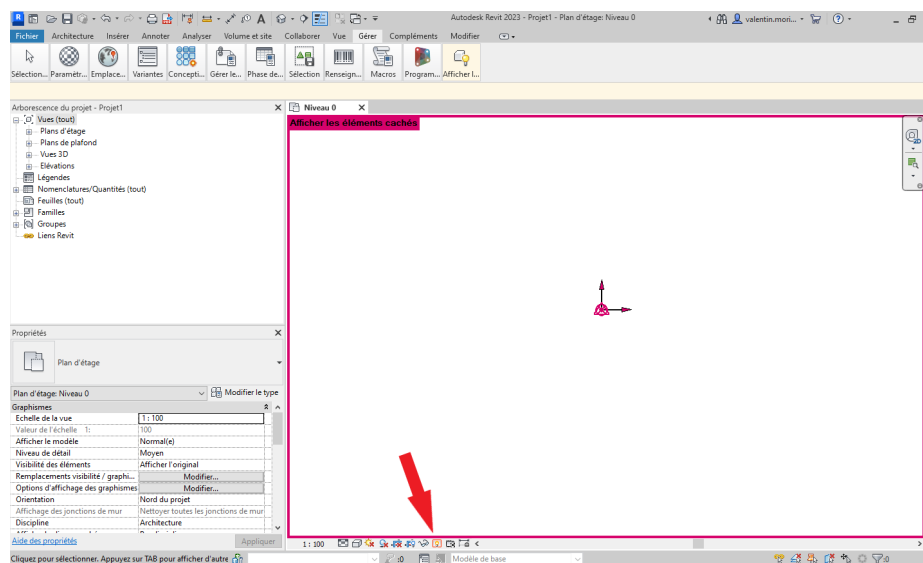 Autodesk Revit 2023 - Projet1 - Plan d'étage: Niveau 0
valentin.mori...
Fichier Architecture Insérer Annoter Analyser Volume et site Collaborer Vue Gérer Compléments Modifier
Sélection... Paramètr... Emplace... Variantes Concepti... Gérer le... Phase de... Sélection Renseign... Macros Program... Afficher l...
Arborescence du projet - Projet1
Niveau 0
Vues (tout)
Plans d'étage
Plans de plafond
Vues 3D
Elévations
Légendes
Nomenclatures/Quantités (tout)
Feuilles (tout)
Familles
Groupes
Liens Revit
Afficher les éléments cachés
2D
Propriétés
Plan d'étage
Plan d'étage: Niveau 0
Modifier le type
Graphismes
Echelle de la vue 1 : 100
Valeur de l'échelle 1: 100
Afficher le modèle Normal(e)
Niveau de détail Moyen
Visibilité des éléments Afficher l'original
Remplacements visibilité / graphi... Modifier...
Options d'affichage des graphismes Modifier...
Orientation Nord du projet
Affichage des jonctions de mur Nettoyer toutes les jonctions de mur
Discipline Architecture
Aide des propriétés Appliquer
1 : 100
Cliquez pour sélectionner. Appuyez sur TAB pour afficher d'autre
:0
Modèle de base
:0